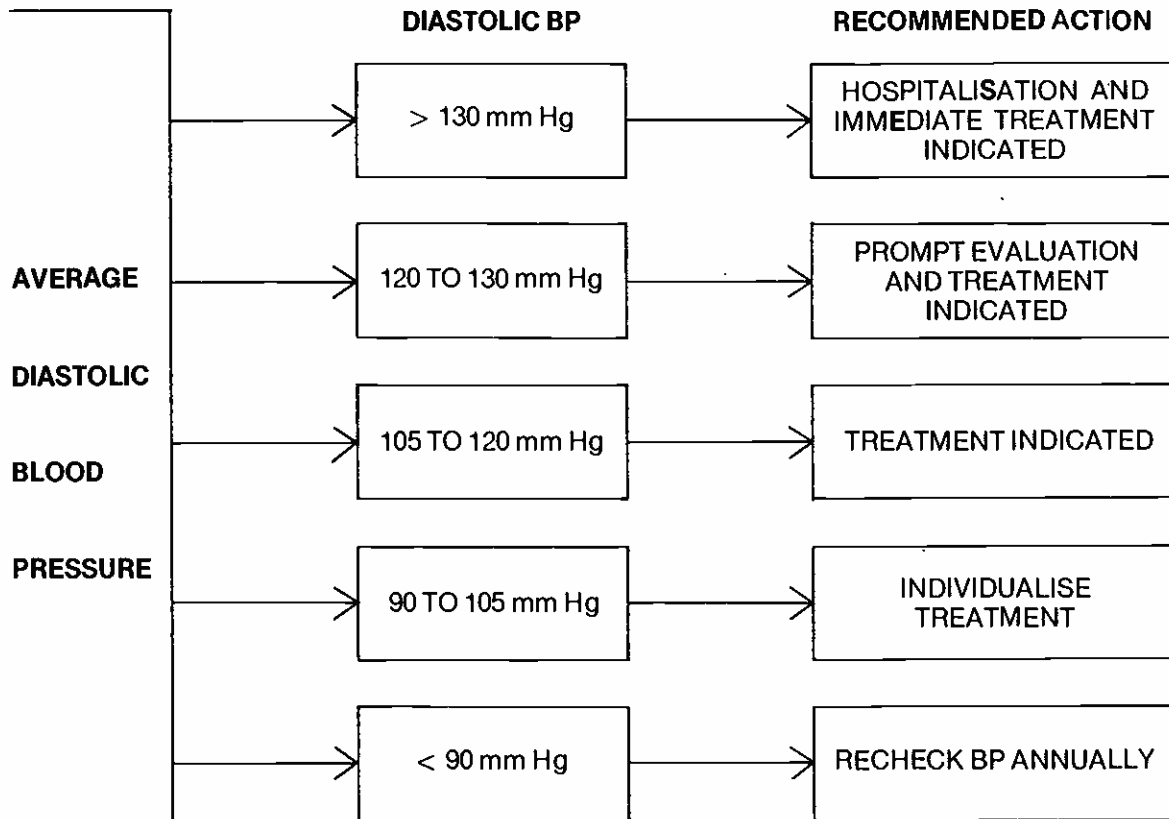 DIASTOLIC BP
RECOMMENDED ACTION
> 130 mm Hg
HOSPITALISATION AND
IMMEDIATE TREATMENT
INDICATED
AVERAGE
DIASTOLIC
BLOOD
PRESSURE
120 TO 130 mm Hg
PROMPT EVALUATION
AND TREATMENT
INDICATED
105 TO 120 mm Hg
TREATMENT INDICATED
90 TO 105 mm Hg
INDIVIDUALISE
TREATMENT
< 90 mm Hg
RECHECK BP ANNUALLY